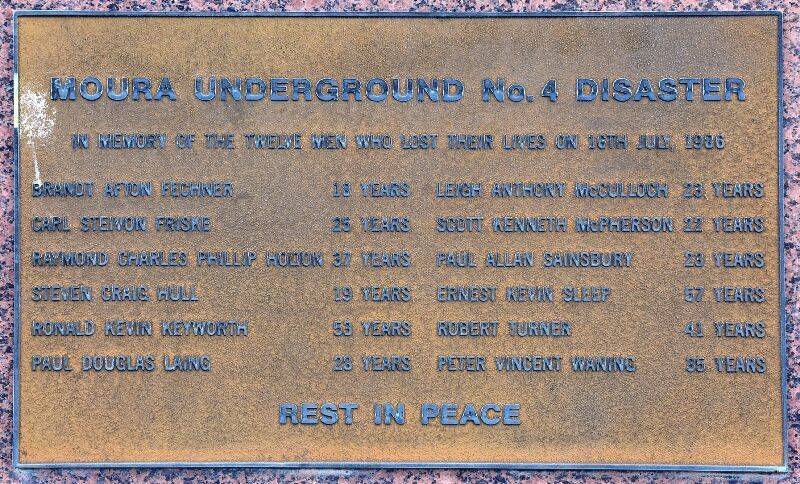 MOURA UNDERGROUND No. 4 DISASTER
IN MEMORY OF THE TWELVE MEN WHO LOST THEIR LIVES ON 16TH JULY, 1986
BRANDT AFTON FECHNER 18 YEARS LEIGH ANTHONY McCULLOCH 23 YEARS
CARL STEIVON FRISKE 25 YEARS SCOTT KENNETH McPHERSON 22 YEARS
RAYMOND CHARLES PHILLIP HOLTON 37 YEARS PAUL ALLAN SAINSBURY 29 YEARS
STEVEN CRAIG HULL 19 YEARS ERNEST KEVIN SLEEP 57 YEARS
RONALD KEVIN KEYWORTH 53 YEARS ROBERT TURNER 41 YEARS
PAUL DOUGLAS LAING 28 YEARS PETER VINCENT WANING 35 YEARS
REST IN PEACE